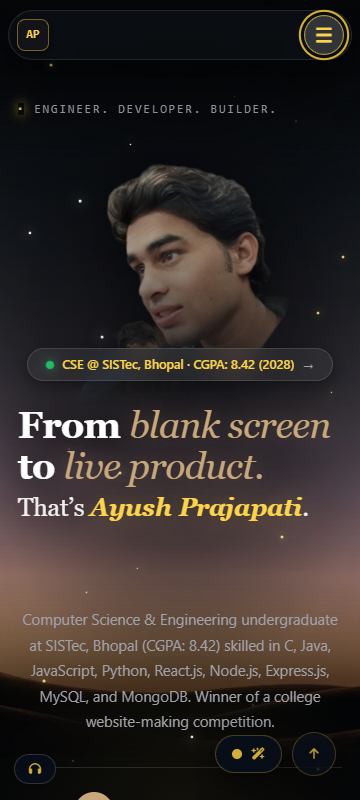 AP
ENGINEER. DEVELOPER. BUILDER.
CSE @ SISTec, Bhopal · CGPA: 8.42 (2028) →
From blank screen
to live product.
That's Ayush Prajapati.
Computer Science & Engineering undergraduate
at SISTec, Bhopal (CGPA: 8.42) skilled in C, Java,
JavaScript, Python, React.js, Node.js, Express.js,
MySQL, and MongoDB. Winner of a college
website-making competition.